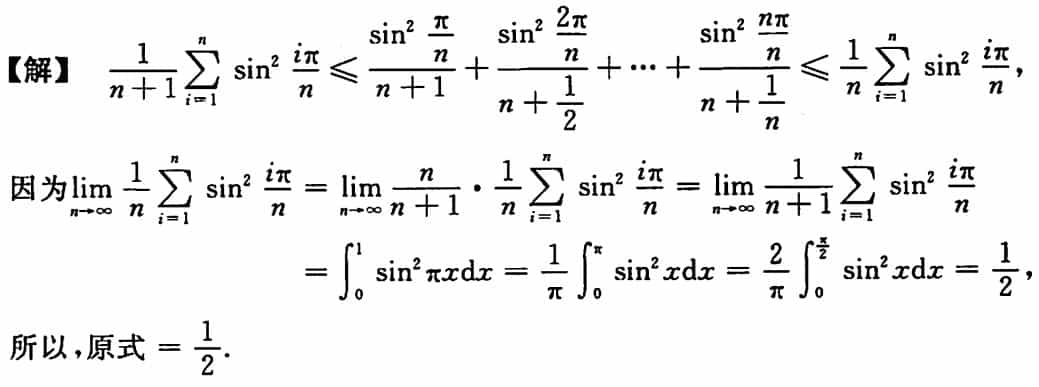 【解】 $\frac{1}{n+1}\sum_{i=1}^{n}\sin^2\frac{i\pi}{n} \leqslant \frac{\sin^2\frac{\pi}{n}}{n+1}+\frac{\sin^2\frac{2\pi}{n}}{n+\frac{1}{2}}+\cdots+\frac{\sin^2\frac{n\pi}{n}}{n+\frac{1}{n}} \leqslant \frac{1}{n}\sum_{i=1}^{n}\sin^2\frac{i\pi}{n}$,
因为$\lim_{n\to\infty}\frac{1}{n}\sum_{i=1}^{n}\sin^2\frac{i\pi}{n}=\lim_{n\to\infty}\frac{n}{n+1}\cdot\frac{1}{n}\sum_{i=1}^{n}\sin^2\frac{i\pi}{n}=\lim_{n\to\infty}\frac{1}{n+1}\sum_{i=1}^{n}\sin^2\frac{i\pi}{n}$
$=\int_0^1\sin^2\pi x\mathrm{d}x=\frac{1}{\pi}\int_0^{\pi}\sin^2 x\mathrm{d}x=\frac{2}{\pi}\int_0^{\frac{\pi}{2}}\sin^2 x\mathrm{d}x=\frac{1}{2}$,
所以,原式 $=\frac{1}{2}$.